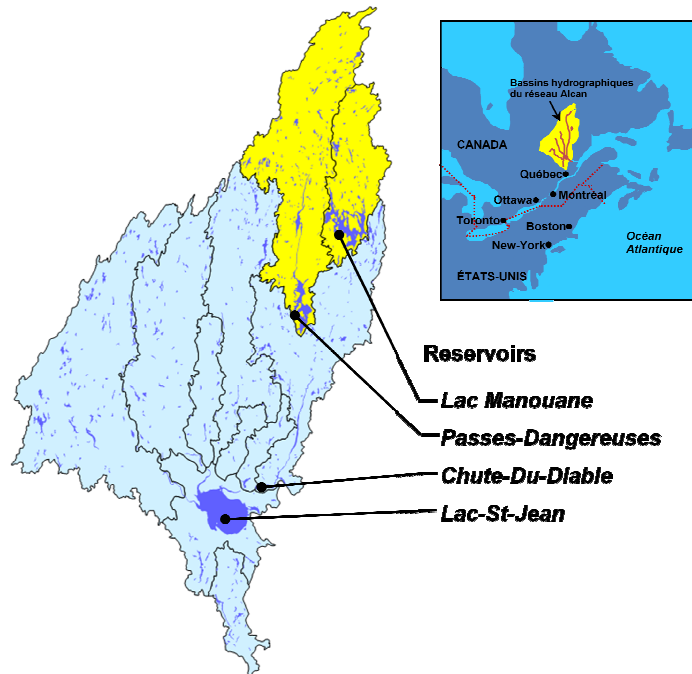 Bassins hydrographiques
du réseau Alcan
CANADA
Québec
Ottawa
Montréal
Toronto
Boston
New-York
Océan
Atlantique
ÉTATS-UNIS
Reservoirs
Lac Manouane
Passes-Dangereuses
Chute-Du-Diable
Lac-St-Jean